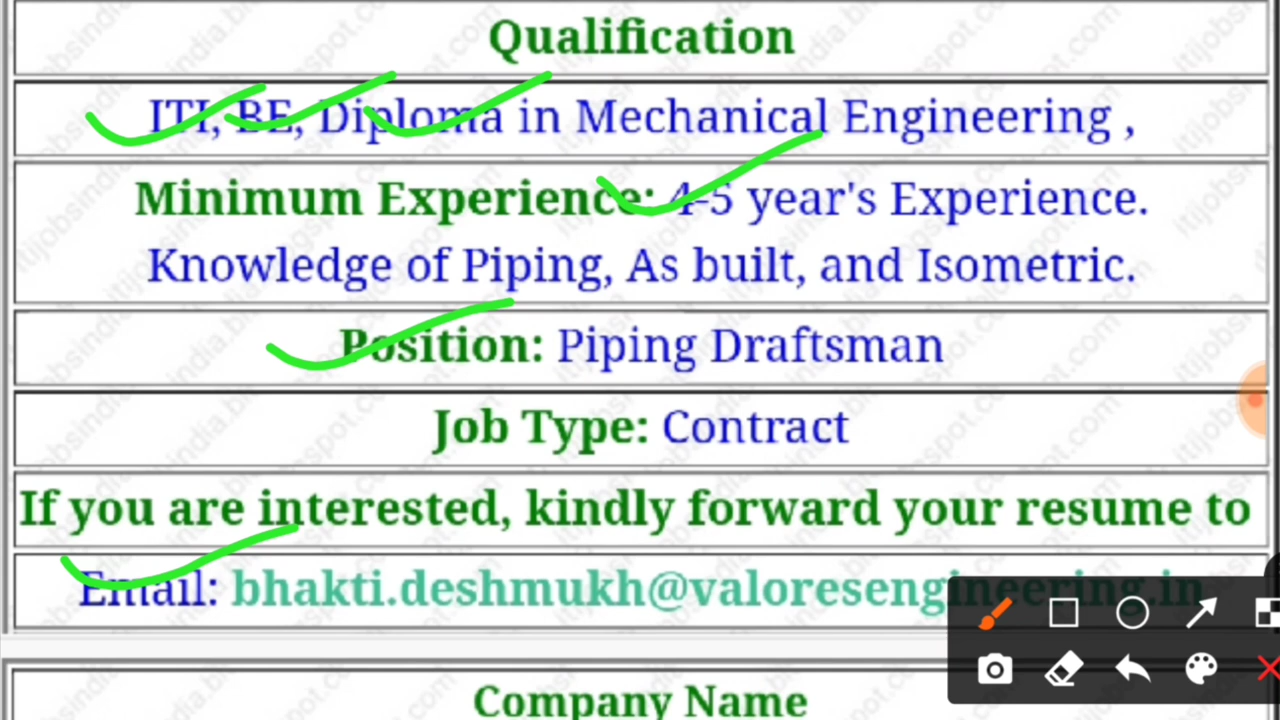 Qualification
ITI, BE, Diploma in Mechanical Engineering ,
Minimum Experience: 4-5 year's Experience.
Knowledge of Piping, As built, and Isometric.
Position: Piping Draftsman
Job Type: Contract
If you are interested, kindly forward your resume to
Email: bhakti.deshmukh@valoresengineering.in
Company Name